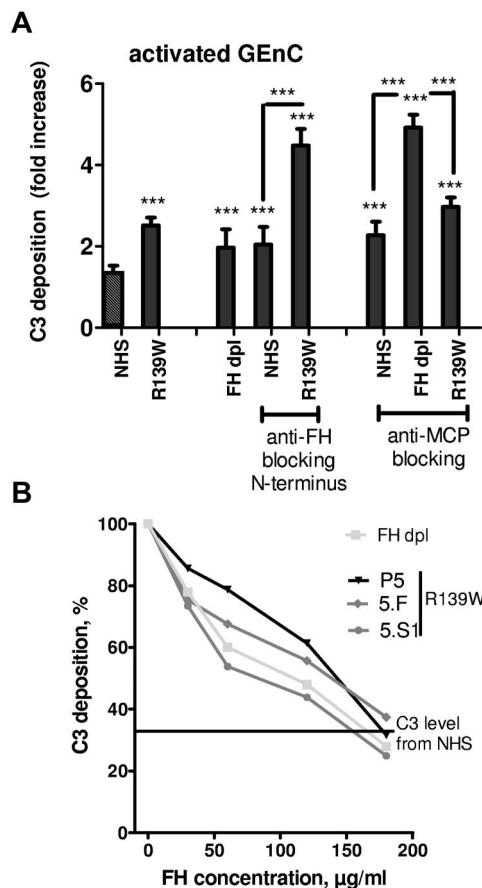 A
activated GEnC
C3 deposition (fold increase)
6
4
2
0
***
***
***
***
***
***
***
***
***
***
NHS
R139W
FH dpl
NHS
R139W
NHS
FH dpl
R139W
anti-FH
blocking
N-terminus
anti-MCP
blocking
B
C3 deposition, %
100
80
60
40
20
0
FH dpl
P5
5.F
5.S1
R139W
C3 level
from NHS
0
50
100
150
200
FH concentration, µg/ml